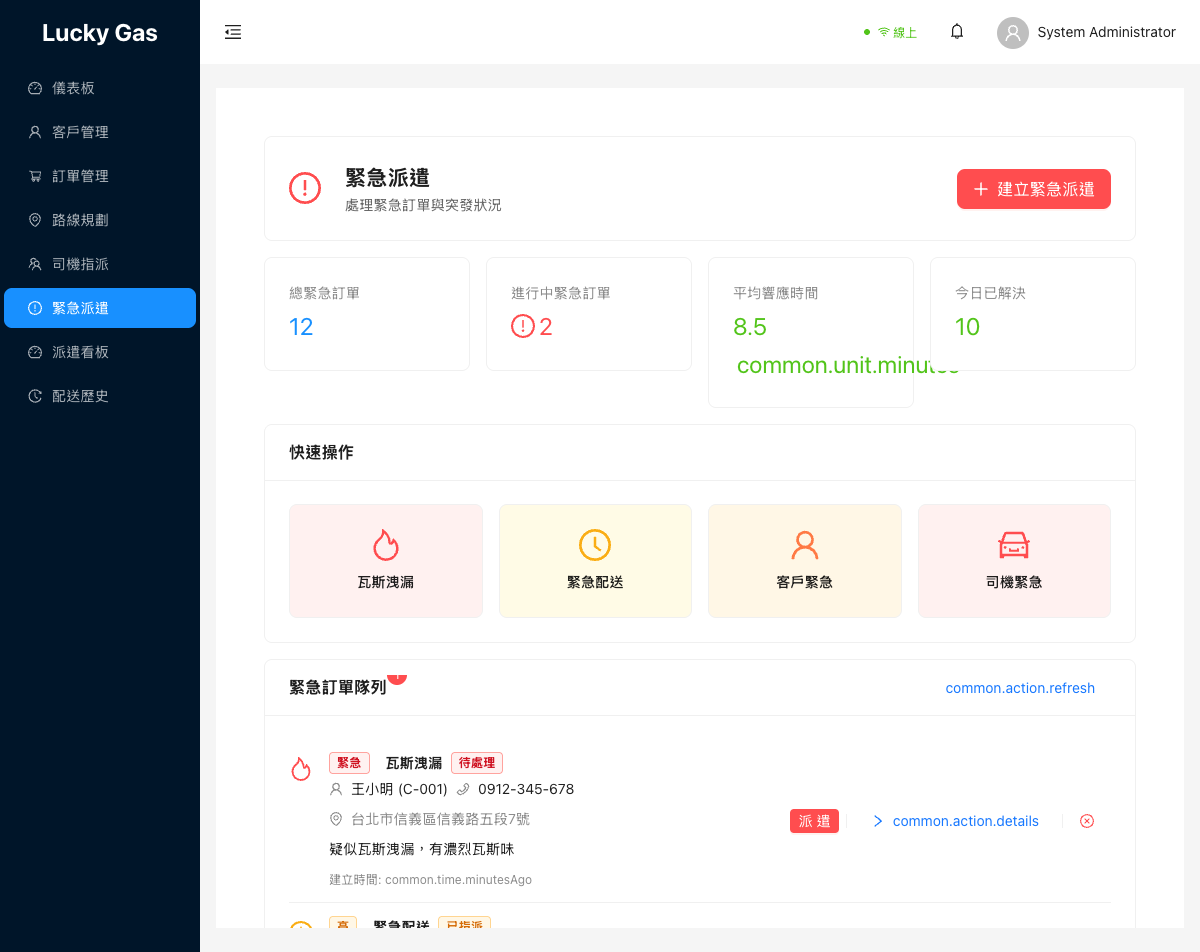 Lucky Gas
線上
System Administrator
儀表板
客戶管理
訂單管理
路線規劃
司機指派
緊急派遣
派遣看板
配送歷史
緊急派遣
處理緊急訂單與突發狀況
建立緊急派遣
總緊急訂單
12
進行中緊急訂單
2
平均響應時間
8.5
common.unit.minutes
今日已解決
10
快速操作
瓦斯洩漏
緊急配送
客戶緊急
司機緊急
緊急訂單隊列
common.action.refresh
緊急 瓦斯洩漏 待處理
王小明 (C-001) 0912-345-678
台北市信義區信義路五段7號
疑似瓦斯洩漏，有濃烈瓦斯味
建立時間: common.time.minutesAgo
派遣
common.action.details
高 緊急配送 已指派